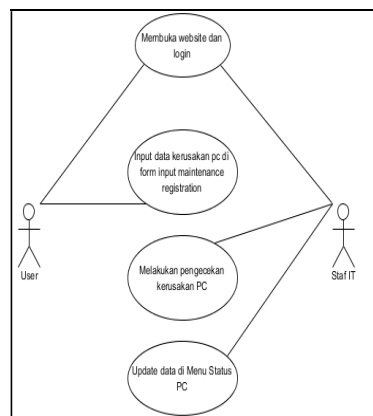 Membuka website dan
login
Input data kerusakan pc di
form input maintenance
registration
User
Staf IT
Melakukan pengecekan
kerusakan PC
Update data di Menu Status
PC